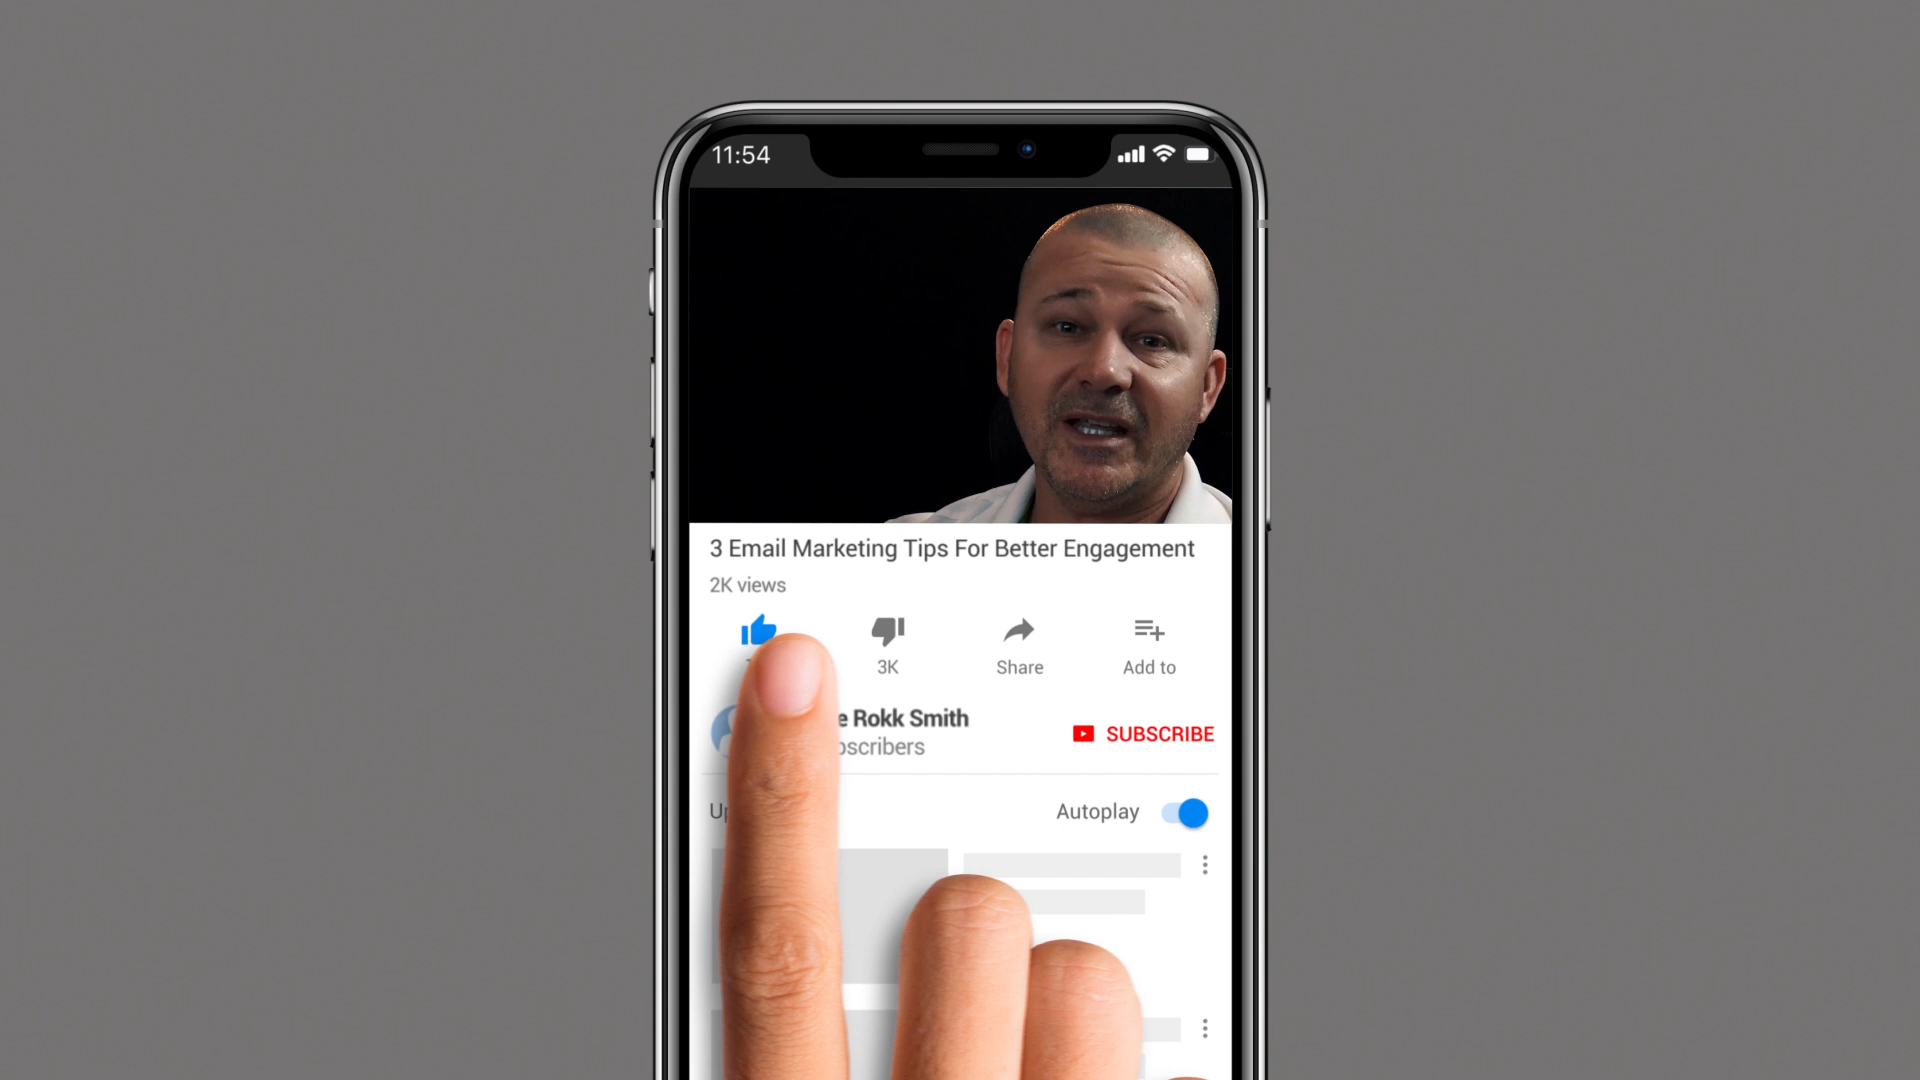 11:54
3 Email Marketing Tips For Better Engagement
2K views
3K
Share
Add to
Rokk Smith
SUBSCRIBE
Autoplay